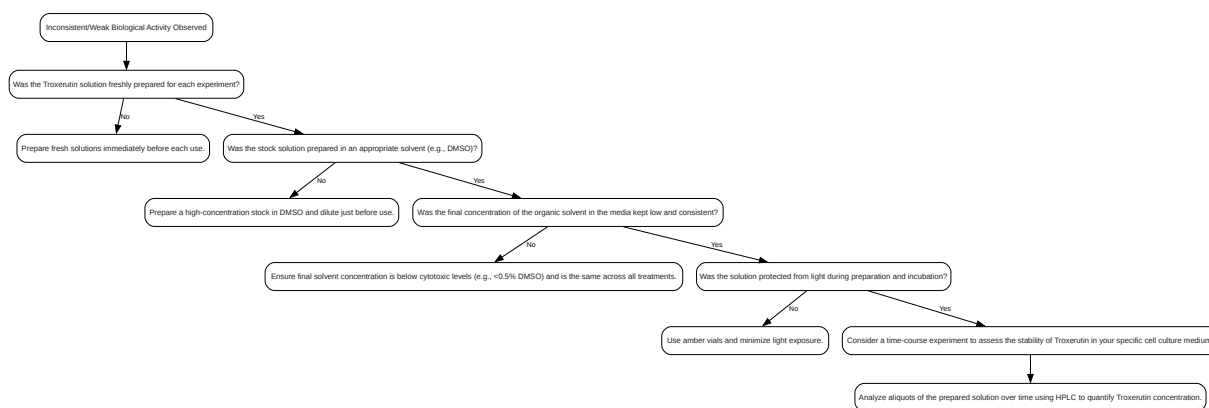 Inconsistent/Weak Biological Activity Observed
Was the Troxerutin solution freshly prepared for each experiment?
No
Yes
Prepare fresh solutions immediately before each use.
Was the stock solution prepared in an appropriate solvent (e.g., DMSO)?
No
Yes
Prepare a high-concentration stock in DMSO and dilute just before use.
Was the final concentration of the organic solvent in the media kept low and consistent?
No
Yes
Ensure final solvent concentration is below cytotoxic levels (e.g., <0.5% DMSO) and is the same across all treatments.
Was the solution protected from light during preparation and incubation?
No
Yes
Use amber vials and minimize light exposure.
Consider a time-course experiment to assess the stability of Troxerutin in your specific cell culture medium
Analyze aliquots of the prepared solution over time using HPLC to quantify Troxerutin concentration.